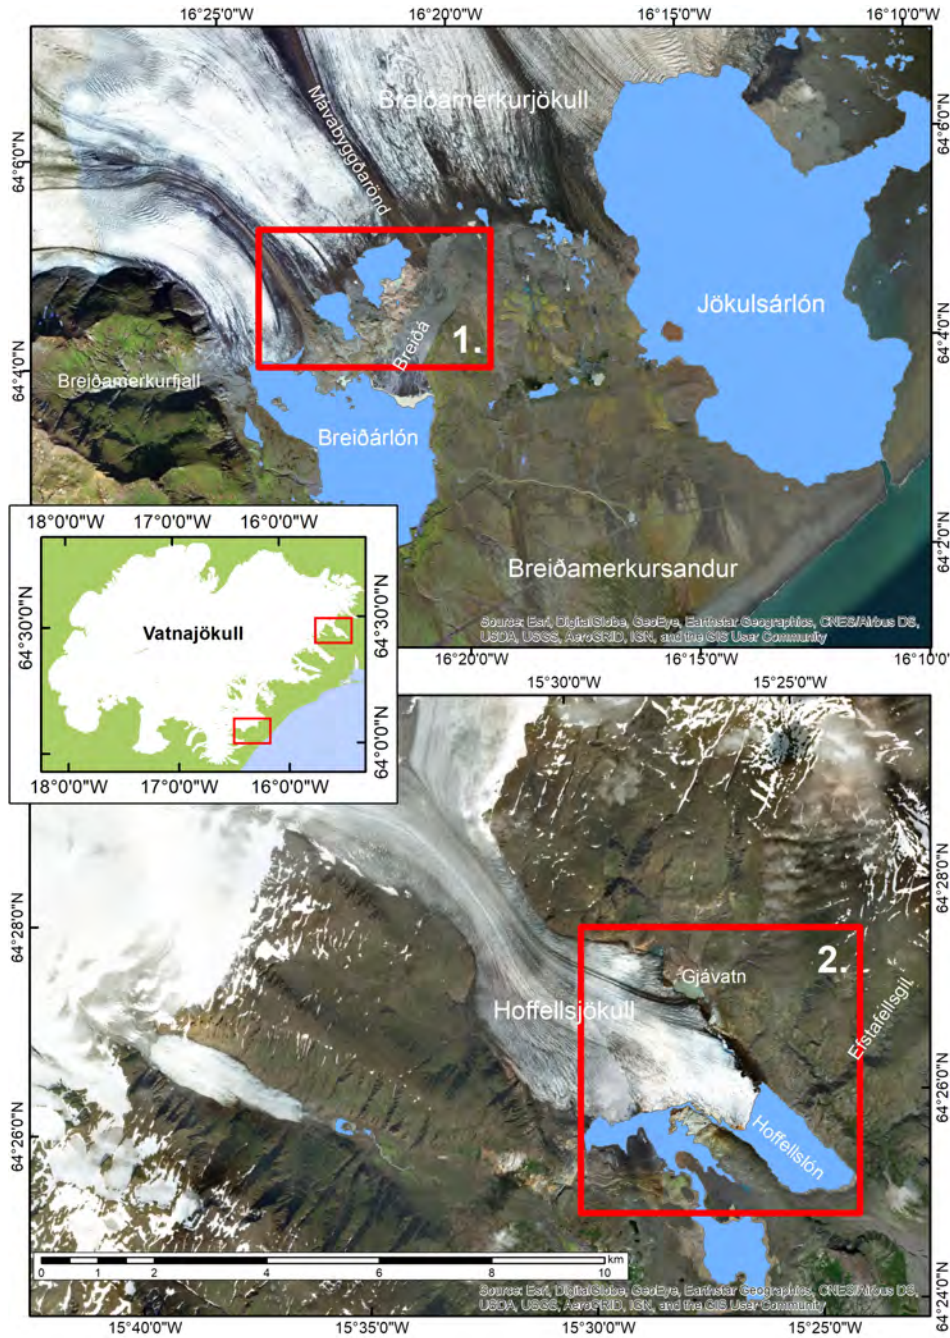 16°25'0"W 16°20'0"W 16°15'0"W 16°10'0"W
Breiðamerkurjökull
Mávabyggðarönd
64°6'0"N
64°6'0"N
Jökulsárlón
Breiðá
1.
64°4'0"N
64°4'0"N
Breiðamerkurfjall
Breiðárlón
18°0'0"W 17°0'0"W 16°0'0"W
64°2'0"N
Breiðamerkursandur
Source: Esri, DigitalGlobe, GeoEye, Earthstar Geographics, CNES/Airbus DS,
USDA, USGS, AeroGRID, IGN, and the GIS User Community
64°30'0"N
Vatnajökull
64°30'0"N
64°0'0"N
18°0'0"W 17°0'0"W 16°0'0"W
16°20'0"W 16°15'0"W 16°10'0"W
15°30'0"W 15°25'0"W
64°28'0"N
64°28'0"N
2.
Gjávatn
Hoffellsjökull
Efstafellsgil
64°26'0"N
64°26'0"N
Hoffellslón
km
0 1 2 4 6 8 10
Source: Esri, DigitalGlobe, GeoEye, Earthstar Geographics, CNES/Airbus DS,
USDA, USGS, AeroGRID, IGN, and the GIS User Community
64°24'0"N
15°40'0"W 15°35'0"W 15°30'0"W 15°25'0"W